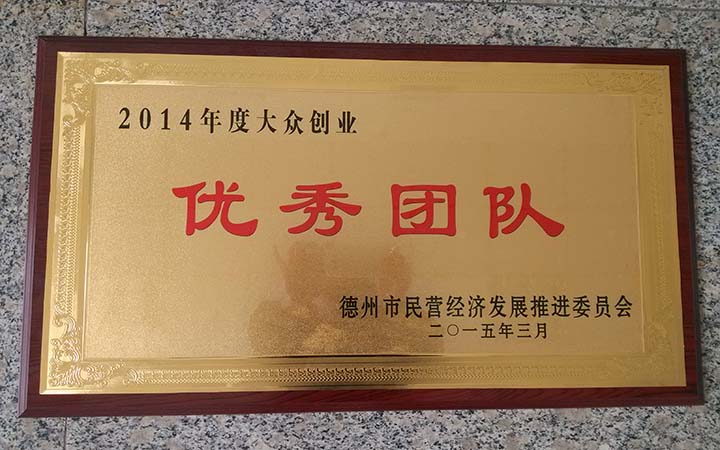 2014年度大众创业
优秀团队
德州市民营经济发展推进委员会
二〇一五年三月